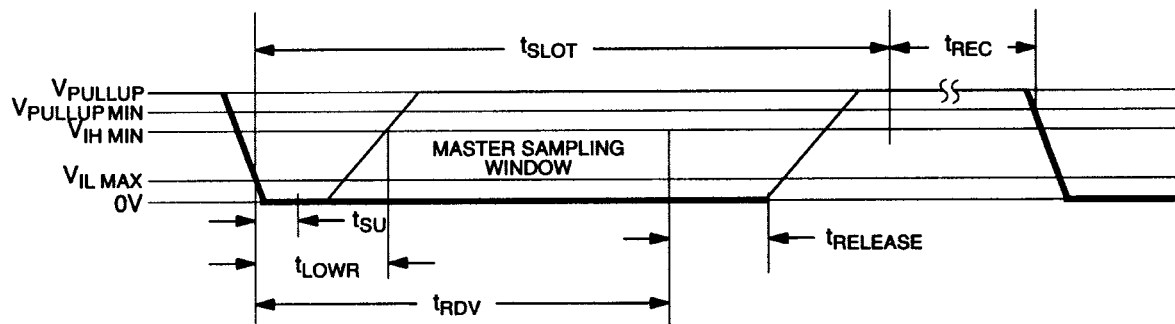 tSLOT
tREC
VPULLUP
VPULLUP MIN
VIH MIN
MASTER SAMPLING
WINDOW
VIL MAX
0V
tSU
tRELEASE
tLOWR
tRDV